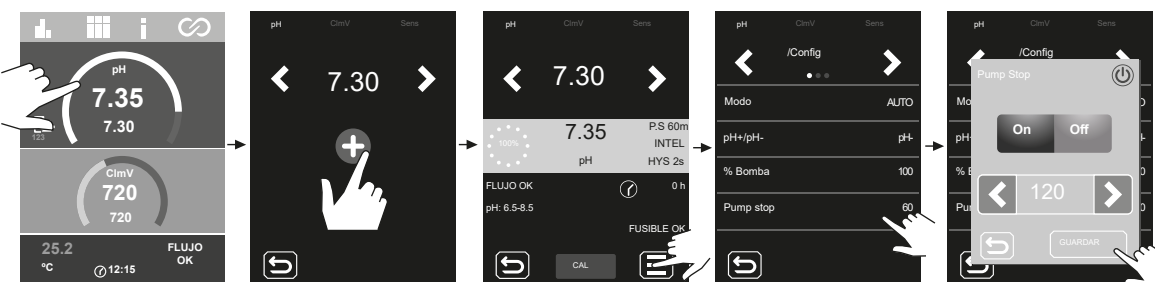 pH
7.35
7.30
123
ClmV
720
720
25.2
ºC
12:15
FLUJO
OK
pH ClmV Sens
7.30
pH ClmV Sens
7.30
100%
7.35
pH
P.S 60m
INTEL
HYS 2s
FLUJO OK
0 h
pH: 6.5-8.5
FUSIBLE OK
CAL
pH ClmV Sens
/Config
Modo AUTO
pH+/pH- pH-
% Bomba 100
Pump stop 60
pH ClmV Sens
/Config
Pump Stop
On Off
120
GUARDAR